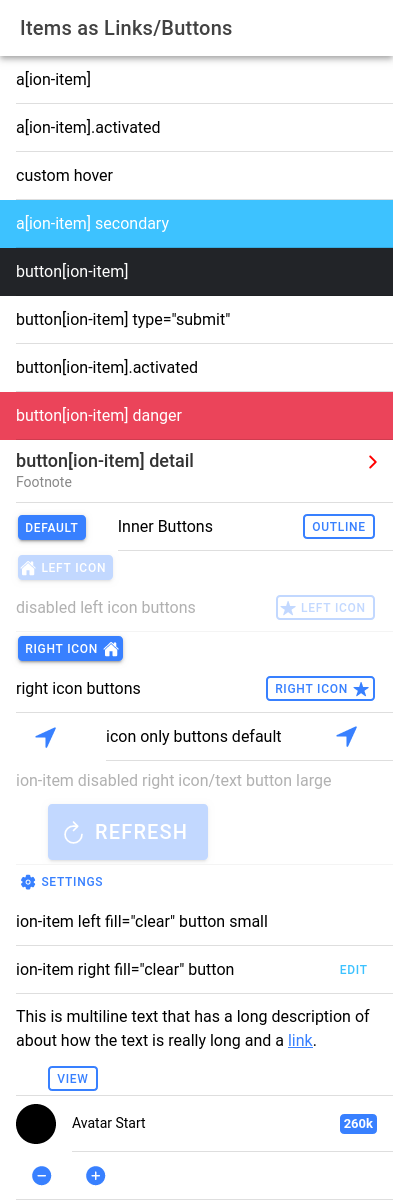 Items as Links/Buttons
a[ion-item]
a[ion-item].activated
custom hover
a[ion-item] secondary
button[ion-item]
button[ion-item] type="submit"
button[ion-item].activated
button[ion-item] danger
button[ion-item] detail
Footnote
DEFAULT Inner Buttons OUTLINE
LEFT ICON
disabled left icon buttons LEFT ICON
RIGHT ICON
right icon buttons RIGHT ICON
icon only buttons default
ion-item disabled right icon/text button large
REFRESH
SETTINGS
ion-item left fill="clear" button small
ion-item right fill="clear" button EDIT
This is multiline text that has a long description of
about how the text is really long and a link.
VIEW
Avatar Start 260k